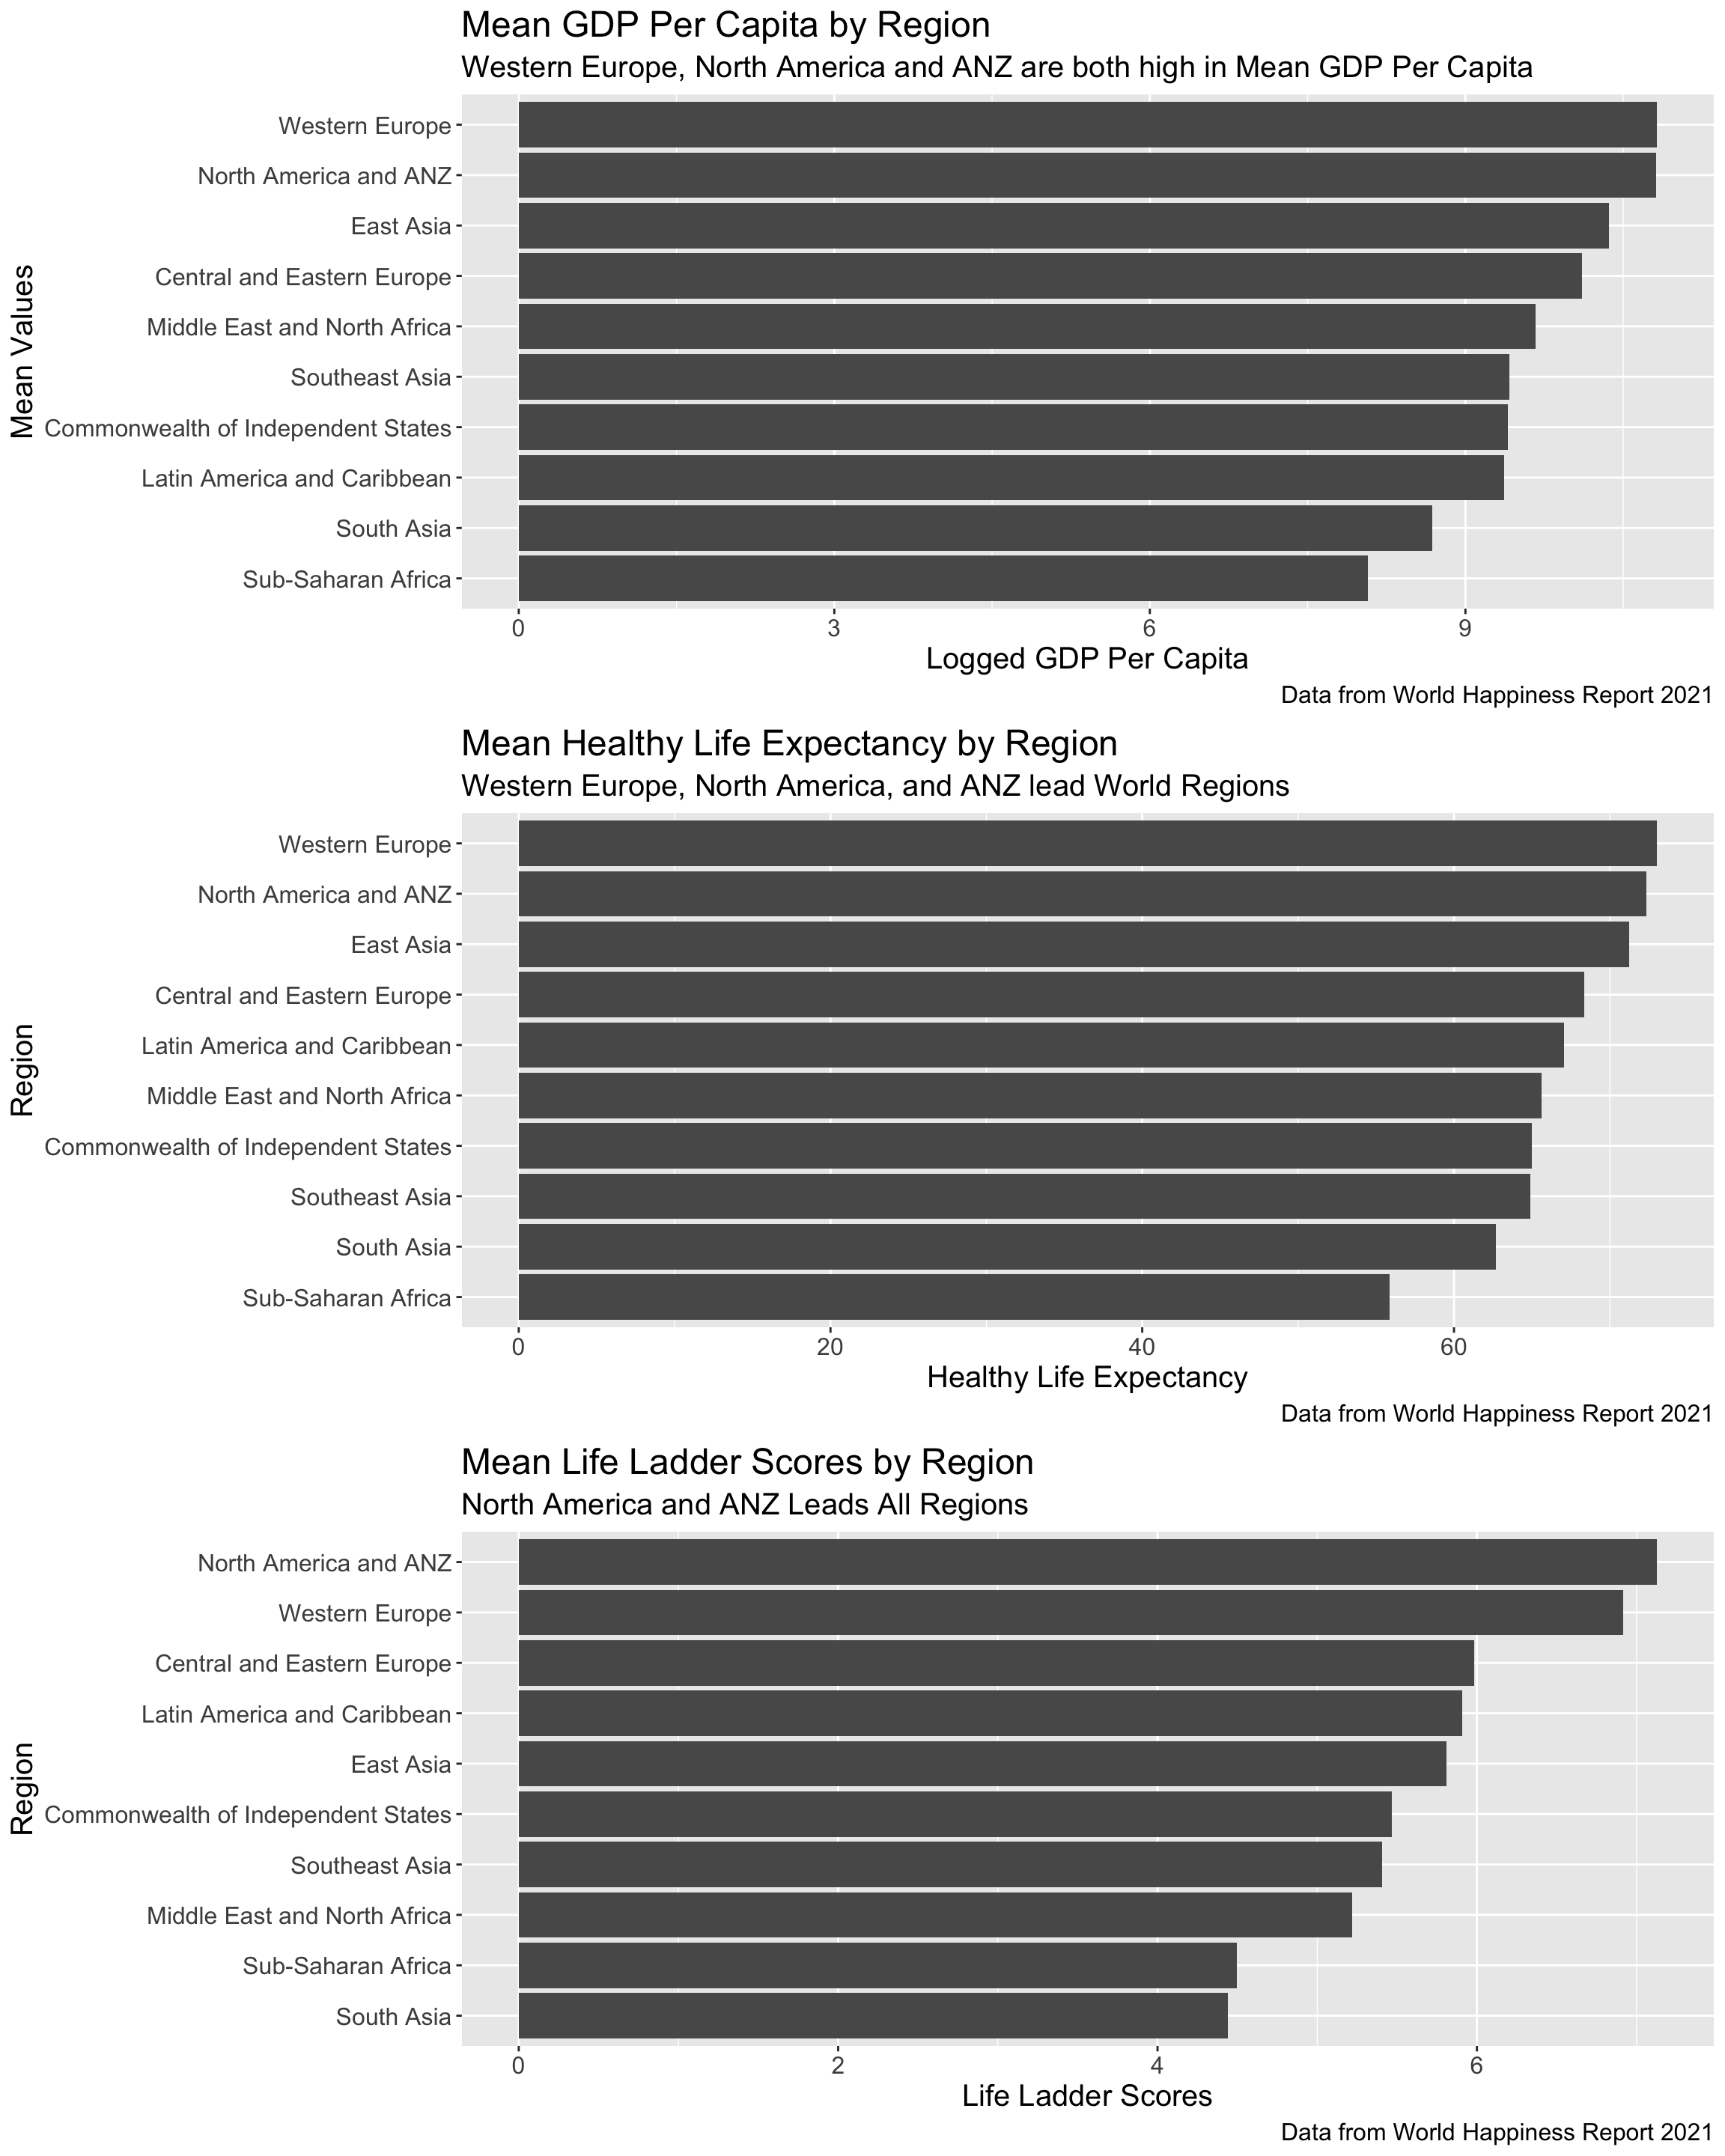 Mean GDP Per Capita by Region
Western Europe, North America and ANZ are both high in Mean GDP Per Capita
Mean Values
Western Europe
North America and ANZ
East Asia
Central and Eastern Europe
Middle East and North Africa
Southeast Asia
Commonwealth of Independent States
Latin America and Caribbean
South Asia
Sub-Saharan Africa
0 3 6 9
Logged GDP Per Capita
Data from World Happiness Report 2021
Mean Healthy Life Expectancy by Region
Western Europe, North America, and ANZ lead World Regions
Region
Western Europe
North America and ANZ
East Asia
Central and Eastern Europe
Latin America and Caribbean
Middle East and North Africa
Commonwealth of Independent States
Southeast Asia
South Asia
Sub-Saharan Africa
0 20 40 60
Healthy Life Expectancy
Data from World Happiness Report 2021
Mean Life Ladder Scores by Region
North America and ANZ Leads All Regions
Region
North America and ANZ
Western Europe
Central and Eastern Europe
Latin America and Caribbean
East Asia
Commonwealth of Independent States
Southeast Asia
Middle East and North Africa
Sub-Saharan Africa
South Asia
0 2 4 6
Life Ladder Scores
Data from World Happiness Report 2021